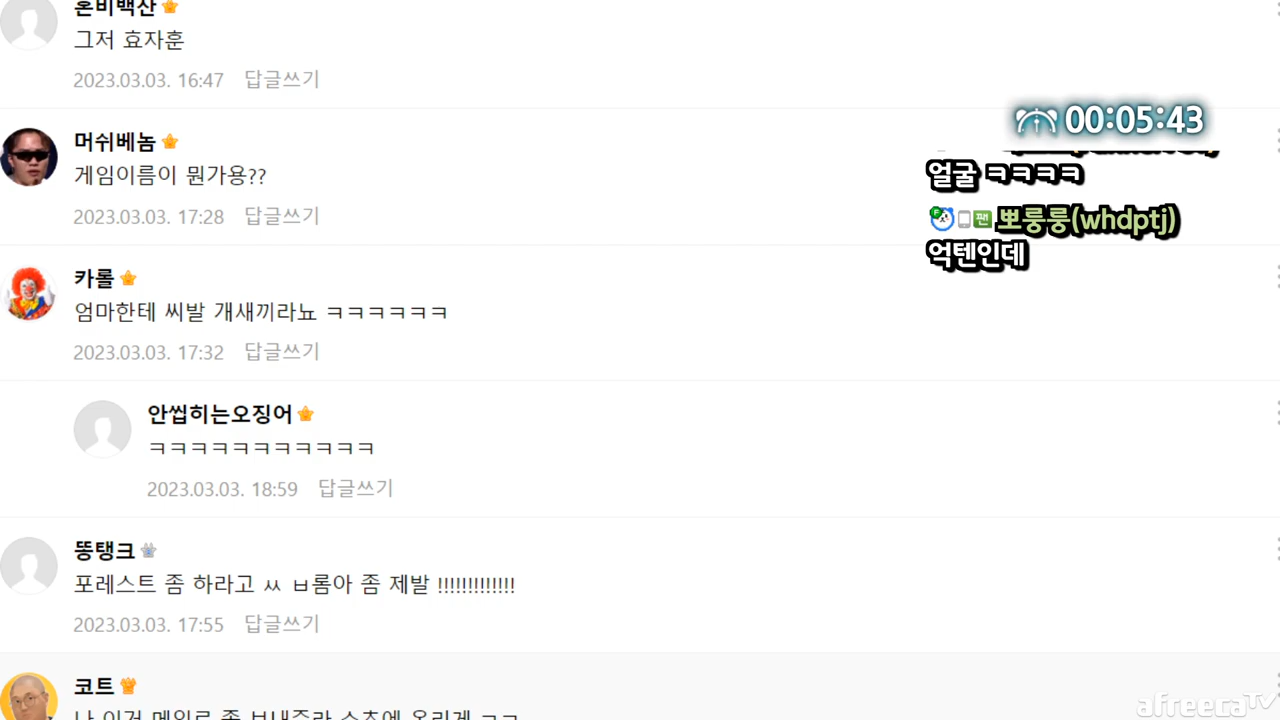 혼비백산
그저 효자훈
2023.03.03. 16:47 답글쓰기
머쉬베놈
게임이름이 뭔가용??
2023.03.03. 17:28 답글쓰기
카롤
엄마한테 씨발 개새끼라뇨 ㅋㅋㅋㅋㅋㅋ
2023.03.03. 17:32 답글쓰기
안씹히는오징어
ㅋㅋㅋㅋㅋㅋㅋㅋㅋㅋㅋ
2023.03.03. 18:59 답글쓰기
똥탱크
포레스트 좀 하라고 ㅆ ㅂ롬아 좀 제발 !!!!!!!!!!!!!
2023.03.03. 17:55 답글쓰기
코트
00:05:43
얼굴 ㅋㅋㅋㅋ
뽀룽룽(whdptj)
억텐인데
afreecaTV